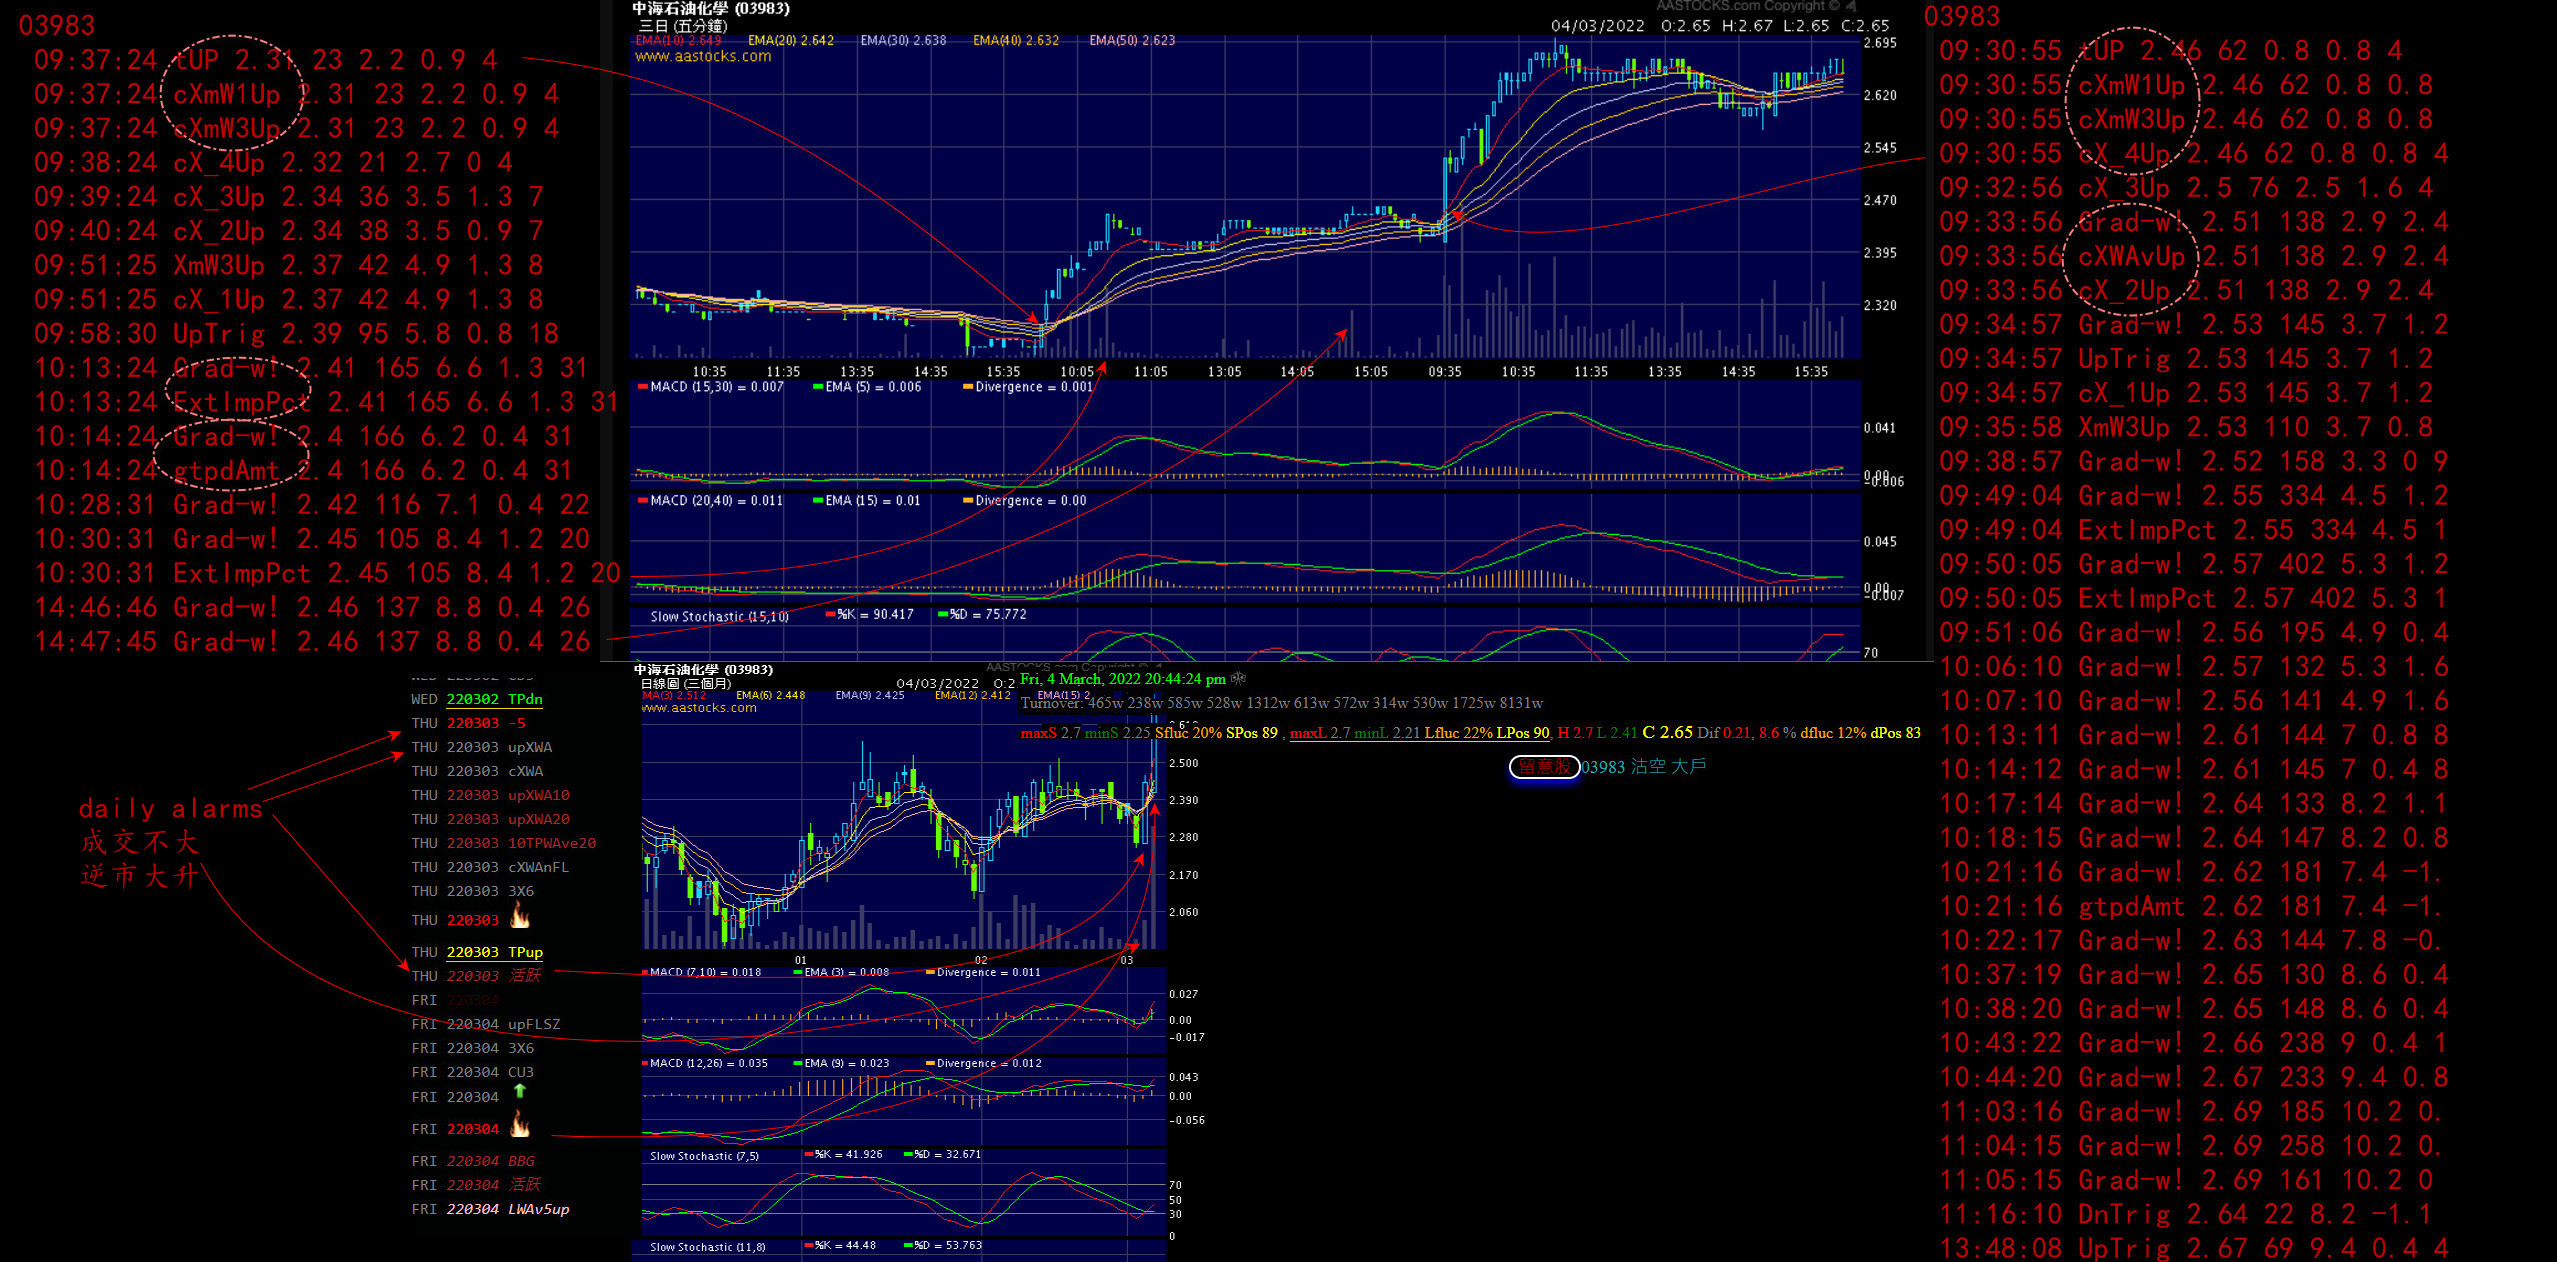 03983
09:37:24 tUP 2.31 23 2.2 0.9 4
09:37:24 cXmW1Up 2.31 23 2.2 0.9 4
09:37:24 cXmW3Up 2.31 23 2.2 0.9 4
09:38:24 cX_4Up 2.32 21 2.7 0 4
09:39:24 cX_3Up 2.34 36 3.5 1.3 7
09:40:24 cX_2Up 2.34 38 3.5 0.9 7
09:51:25 XmW3Up 2.37 42 4.9 1.3 8
09:51:25 cX_1Up 2.37 42 4.9 1.3 8
09:58:30 UpTrig 2.39 95 5.8 0.8 18
10:13:24 Grad-w! 2.41 165 6.6 1.3 31
10:13:24 ExtImpPct 2.41 165 6.6 1.3 31
10:14:24 Grad-w! 2.4 166 6.2 0.4 31
10:14:24 gtpdAmt 2.4 166 6.2 0.4 31
10:28:31 Grad-w! 2.42 116 7.1 0.4 22
10:30:31 Grad-w! 2.45 105 8.4 1.2 20
10:30:31 ExtImpPct 2.45 105 8.4 1.2 20
14:46:46 Grad-w! 2.46 137 8.8 0.4 26
14:47:45 Grad-w! 2.46 137 8.8 0.4 26
中海石油化學 (03983)
AASTOCKS.com Copyright ©
三日 (五分鐘)
04/03/2022 O:2.65 H:2.67 L:2.65 C:2.65
EMA(10) 2.649 EMA(20) 2.642 EMA(30) 2.638 EMA(40) 2.632 EMA(50) 2.623
www.aastocks.com
2.695
2.620
2.545
2.470
2.395
2.320
10:35 11:35 13:35 14:35 15:35 10:05 11:05 13:05 14:05 15:05 09:35 10:35 11:35 13:35 14:35 15:35
MACD (15,30) = 0.007 EMA (5) = 0.006 Divergence = 0.001
0.041
0.00
-0.006
MACD (20,40) = 0.011 EMA (15) = 0.01 Divergence = 0.00
0.045
0.00
-0.007
Slow Stochastic (15,10) %K = 90.417 %D = 75.772
70
03983
09:30:55 tUP 2.46 62 0.8 0.8 4
09:30:55 cXmW1Up 2.46 62 0.8 0.8
09:30:55 cXmW3Up 2.46 62 0.8 0.8
09:30:55 cX_4Up 2.46 62 0.8 0.8 4
09:32:56 cX_3Up 2.5 76 2.5 1.6 4
09:33:56 Grad-w! 2.51 138 2.9 2.4
09:33:56 cXWAvUp 2.51 138 2.9 2.4
09:33:56 cX_2Up 2.51 138 2.9 2.4
09:34:57 Grad-w! 2.53 145 3.7 1.2
09:34:57 UpTrig 2.53 145 3.7 1.2
09:34:57 cX_1Up 2.53 145 3.7 1.2
09:35:58 XmW3Up 2.53 110 3.7 0.8
09:38:57 Grad-w! 2.52 158 3.3 0 9
09:49:04 Grad-w! 2.55 334 4.5 1.2
09:49:04 ExtImpPct 2.55 334 4.5 1
09:50:05 Grad-w! 2.57 402 5.3 1.2
09:50:05 ExtImpPct 2.57 402 5.3 1
09:51:06 Grad-w! 2.56 195 4.9 0.4
10:06:10 Grad-w! 2.57 132 5.3 1.6
10:07:10 Grad-w! 2.56 141 4.9 1.6
10:13:11 Grad-w! 2.61 144 7 0.8 8
10:14:12 Grad-w! 2.61 145 7 0.4 8
10:17:14 Grad-w! 2.64 133 8.2 1.1
10:18:15 Grad-w! 2.64 147 8.2 0.8
10:21:16 Grad-w! 2.62 181 7.4 -1.
10:21:16 gtpdAmt 2.62 181 7.4 -1.
10:22:17 Grad-w! 2.63 144 7.8 -0.
10:37:19 Grad-w! 2.65 130 8.6 0.4
10:38:20 Grad-w! 2.65 148 8.6 0.4
10:43:22 Grad-w! 2.66 238 9 0.4 1
10:44:20 Grad-w! 2.67 233 9.4 0.8
11:03:16 Grad-w! 2.69 185 10.2 0.
11:04:15 Grad-w! 2.69 258 10.2 0.
11:05:15 Grad-w! 2.69 161 10.2 0
11:16:10 DnTrig 2.64 22 8.2 -1.1
13:48:08 UpTrig 2.67 69 9.4 0.4 4
daily alarms
成交不大
逆市大升
WED 220302 TPdn
THU 220303 -5
THU 220303 upXWA
THU 220303 cXWA
THU 220303 upXWA10
THU 220303 upXWA20
THU 220303 10TPWAve20
THU 220303 cXWAnFL
THU 220303 3X6
THU 220303
THU 220303 TPup
THU 220303 活跃
FRI 220304
FRI 220304 upFLSZ
FRI 220304 3X6
FRI 220304 CU3
FRI 220304
FRI 220304
FRI 220304 BBG
FRI 220304 活跃
FRI 220304 LWAv5up
中海石油化學 (03983)
AASTOCKS.com Copyright ©
日線圖 (三個月)
04/03/2022 O:2
MA(3) 2.512 EMA(6) 2.448 EMA(9) 2.425 EMA(12) 2.412 EMA(15) 2
www.aastocks.com
2.500
2.390
2.280
2.170
2.060
01 02 03
MACD (7,10) = 0.018 EMA (3) = 0.008 Divergence = 0.011
0.027
0.00
-0.017
MACD (12,26) = 0.035 EMA (9) = 0.023 Divergence = 0.012
0.043
0.00
-0.056
Slow Stochastic (7,5) %K = 41.926 %D = 32.671
70
50
30
0
Slow Stochastic (11,8) %K = 44.48 %D = 53.763
Fri, 4 March, 2022 20:44:24 pm
Turnover: 465w 238w 585w 528w 1312w 613w 572w 314w 530w 1725w 8131w
maxS 2.7 minS 2.25 Sfluc 20% SPos 89 , maxL 2.7 minL 2.21 Lfluc 22% LPos 90, H 2.7 L 2.41 C 2.65 Dif 0.21, 8.6 % dfluc 12% dPos 83
留意股 03983 沽空 大戶